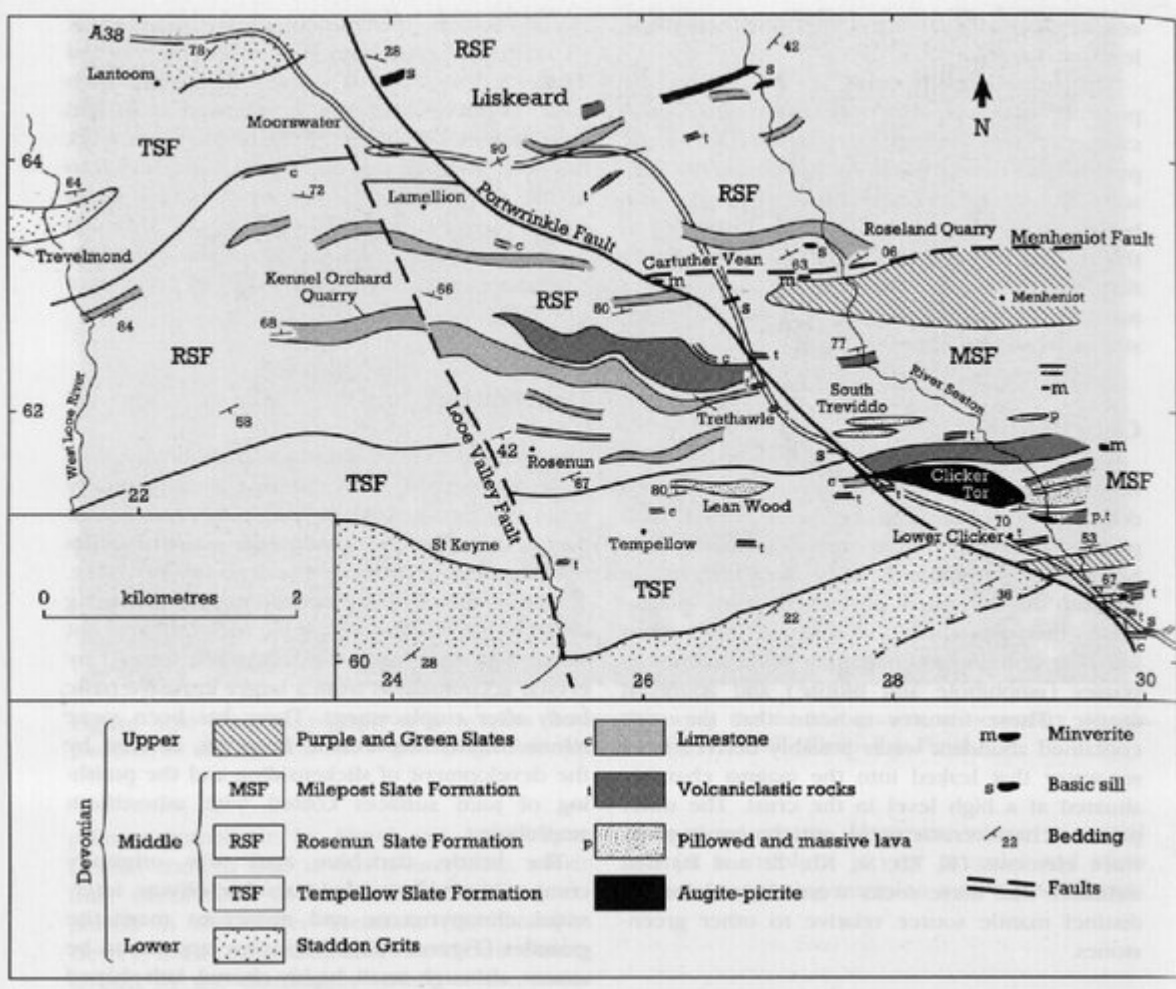 A38
78
28
RSF
42
s
s
Lantoom
Liskeard
N
Moorswater
t
TSF
90
64
c
64
72
Lamellion
t
RSF
Portwrinkle Fault
Roseland Quarry
Menheniot Fault
c
s
06
Trevelmond
Cartuther Vean
63
m
m
Kennel Orchard
Quarry
66
RSF
Menheniot
80
s
84
68
77
MSF
RSF
c
t
River Seaton
m
t
South
Treviddo
62
Trethawle
p
West Looe River
58
Looe Valley Fault
42
Rosenun
s
t
m
67
Clicker
Tor
MSF
22
TSF
80
Lean Wood
c
t
c
70
p,t
St Keyne
Tempellow
t
Lower Clicker
t
53
t
0 kilometres 2
TSF
36
67
t
22
s
60
28
c
24
26
28
30
Devonian
Upper
Purple and Green Slates
c
Limestone
m
Minverite
Middle
MSF
Milepost Slate Formation
t
Volcaniclastic rocks
s
Basic sill
RSF
Rosenun Slate Formation
p
Pillowed and massive lava
22
Bedding
TSF
Tempellow Slate Formation
Augite-picrite
Faults
Lower
Staddon Grits